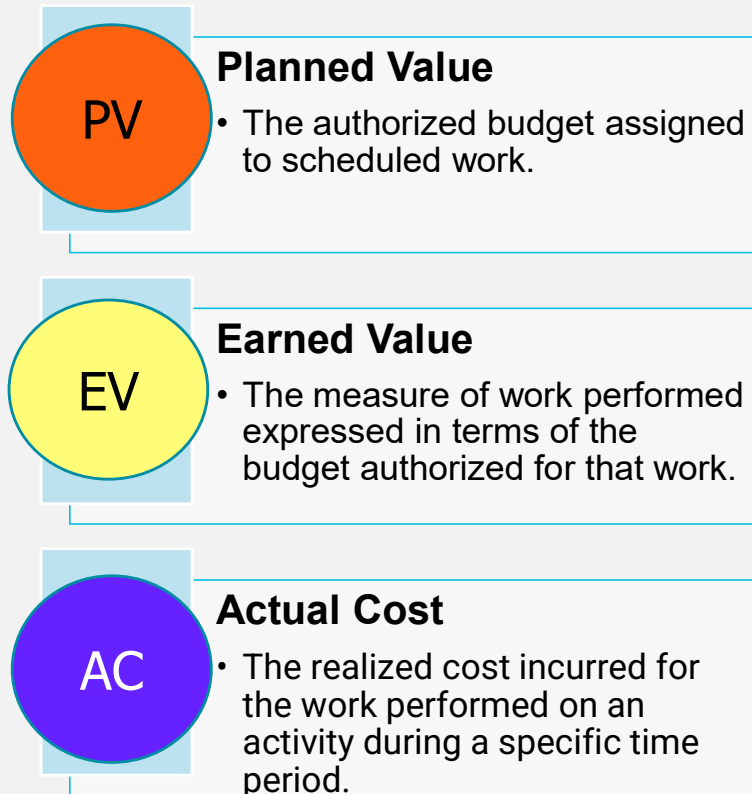 PV
Planned Value
• The authorized budget assigned
to scheduled work.
EV
Earned Value
• The measure of work performed
expressed in terms of the
budget authorized for that work.
AC
Actual Cost
• The realized cost incurred for
the work performed on an
activity during a specific time
period.